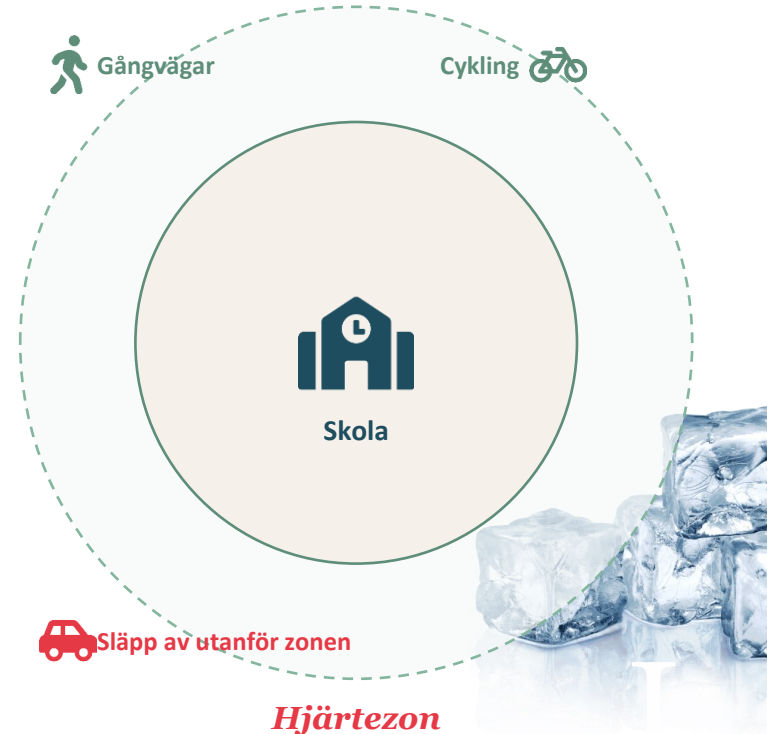 Gångvägar
Cykling
Skola
Släpp av utanför zonen
Hjärtezon